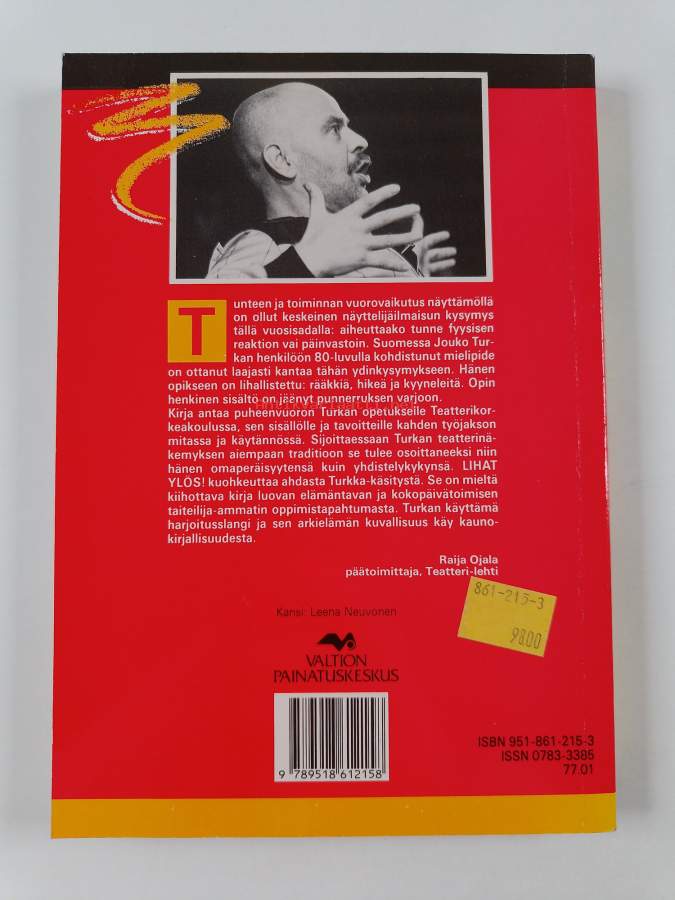 Tunteen ja toiminnan vuorovaikutus näyttämöllä
on ollut keskeinen näyttelijäilmaisun kysymys
tällä vuosisadalla: aiheuttaako tunne fyysisen
reaktion vai päinvastoin. Suomessa Jouko Tur-
kan henkilöön 80-luvulla kohdistunut mielipide
on ottanut laajasti kantaa tähän ydinkysymykseen. Hänen
opikseen on lihallistettu: rääkkiä, hikeä ja kyyneleitä. Opin
henkinen sisältö on jäänyt punnerruksen varjoon.
Kirja antaa puheenvuoron Turkan opetukselle Teatterikor-
keakoulussa, sen sisällölle ja tavoitteille kahden työjakson
mitassa ja käytännössä. Sijoittaessaan Turkan teatterinä-
kemyksen aiempaan traditioon se tulee osoittaneeksi niin
hänen omaperäisyytensä kuin yhdistelykykynsä. LIHAT
YLÖS! kuohkeuttaa ahdasta Turkka-käsitystä. Se on mieltä
kiihottava kirja luovan elämäntavan ja kokopäivätoimisen
taiteilija-ammatin oppimistapahtumasta. Turkan käyttämä
harjoitusslangi ja sen arkielämän kuvallisuus käy kauno-
kirjallisuudesta.
Raija Ojala
päätoimittaja, Teatteri-lehti
861-215-3
98.00
Kansi: Leena Neuvonen
VALTION
PAINATUSKESKUS
ISBN 951-861-215-3
ISSN 0783-3385
77.01
9 789518 612158